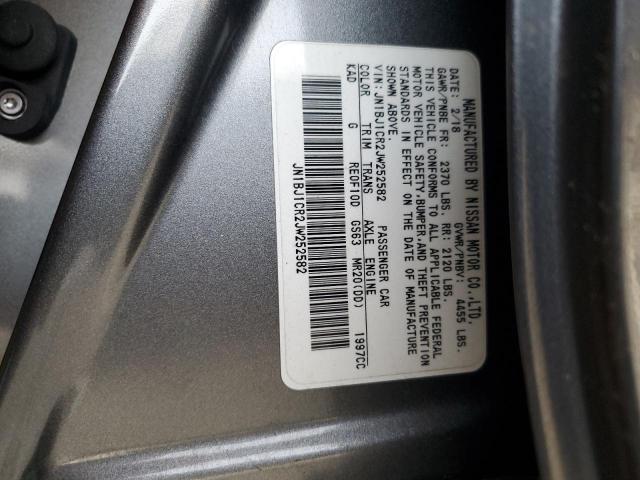 MANUFACTURED BY NISSAN MOTOR CO.,LTD.
DATE: 2/18 GVWR/PNBV: 4455 LBS.
GAWR/PNBE FR: 2370 LBS. RR: 2120 LBS.
THIS VEHICLE CONFORMS TO ALL APPLICABLE FEDERAL
MOTOR VEHICLE SAFETY,BUMPER,AND THEFT PREVENTION
STANDARDS IN EFFECT ON THE DATE OF MANUFACTURE
SHOWN ABOVE.
VIN: JN1BJ1CR2JW252582 PASSENGER CAR
COLOR TRIM TRANS AXLE ENGINE
KAD G RE0F10D GS63 MR20(DD) 1997CC
JN1BJ1CR2JW252582